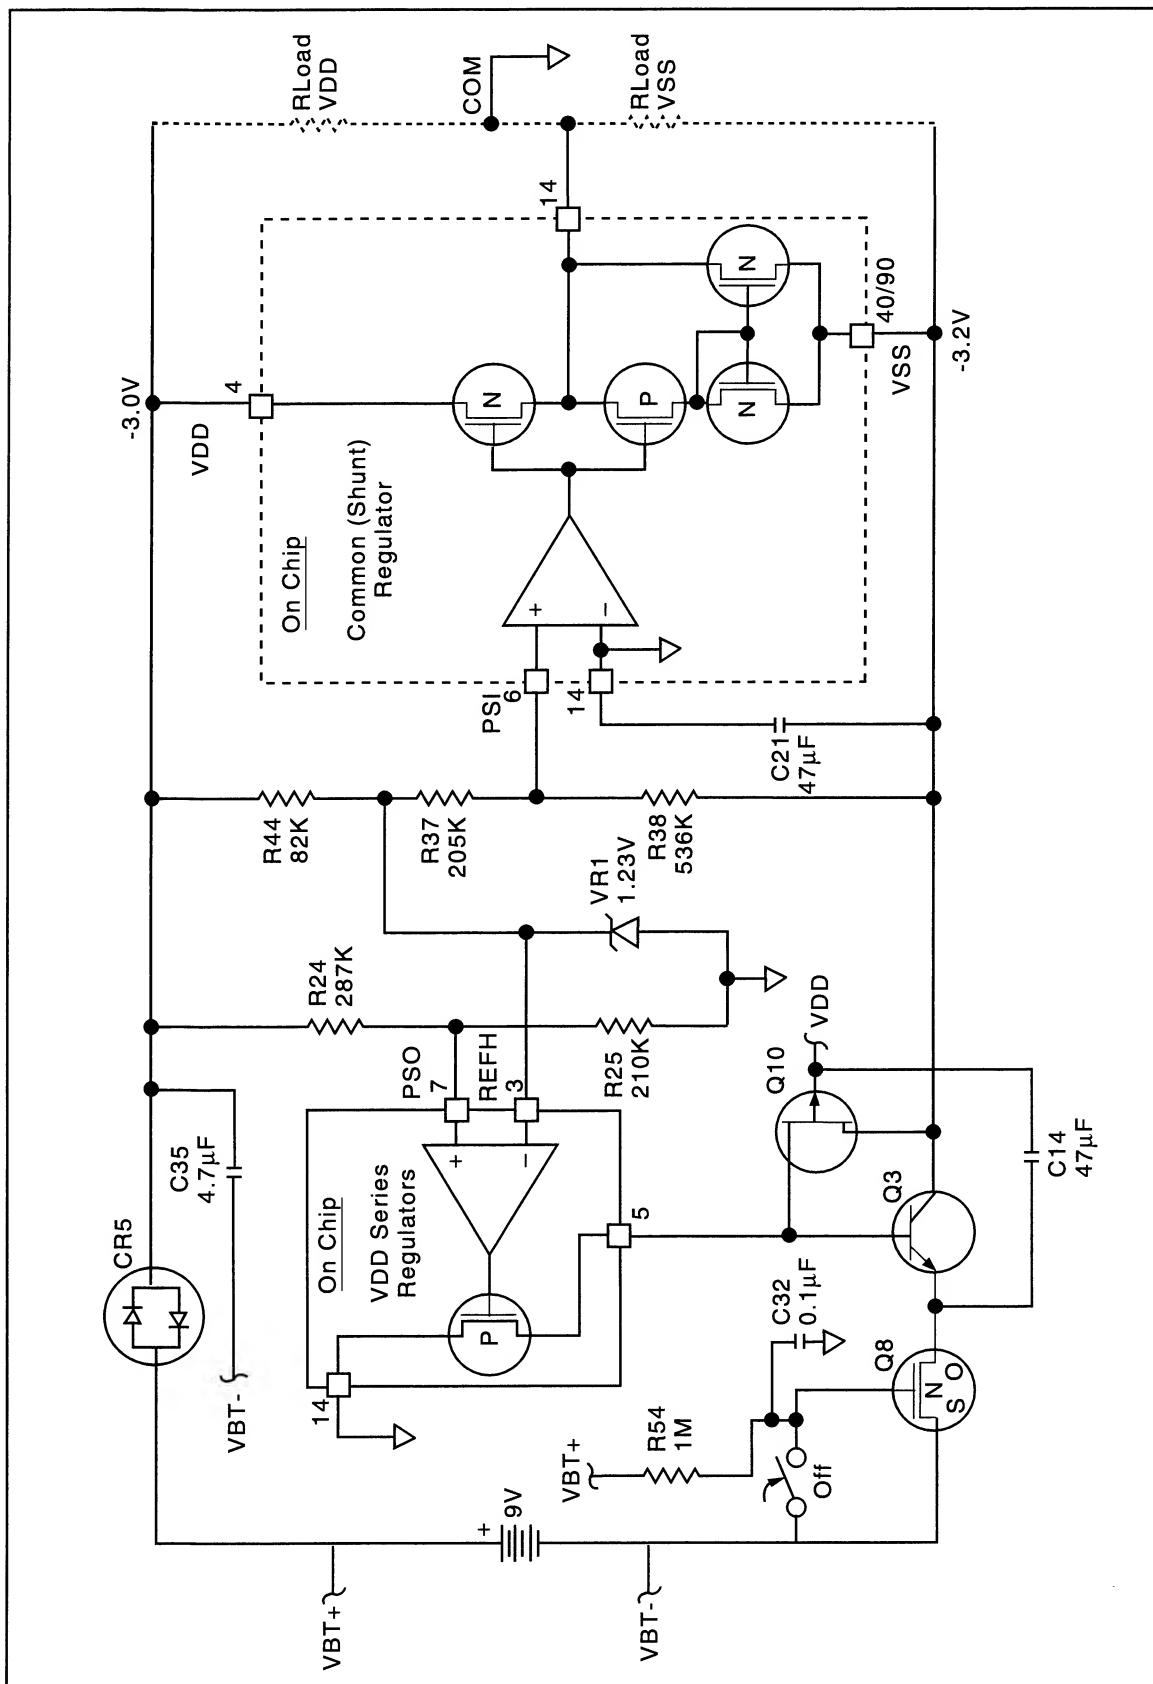 CR5
C35
4.7µF
VBT-
VBT+
+
9V
VBT-
On Chip
VDD Series
Regulators
14
P
+
−
PSO
7
REFH
3
5
R24
287K
R25
210K
VR1
1.23V
R44
82K
R37
205K
R38
536K
PSI
6
14
C21
47µF
-3.0V
VDD
4
On Chip
Common (Shunt)
Regulator
+
−
N
P
N
N
14
40/90
VSS
-3.2V
RLoad
VDD
COM
RLoad
VSS
VBT+
R54
1M
C32
0.1µF
Off
Q8
N
S
O
Q3
Q10
VDD
C14
47µF